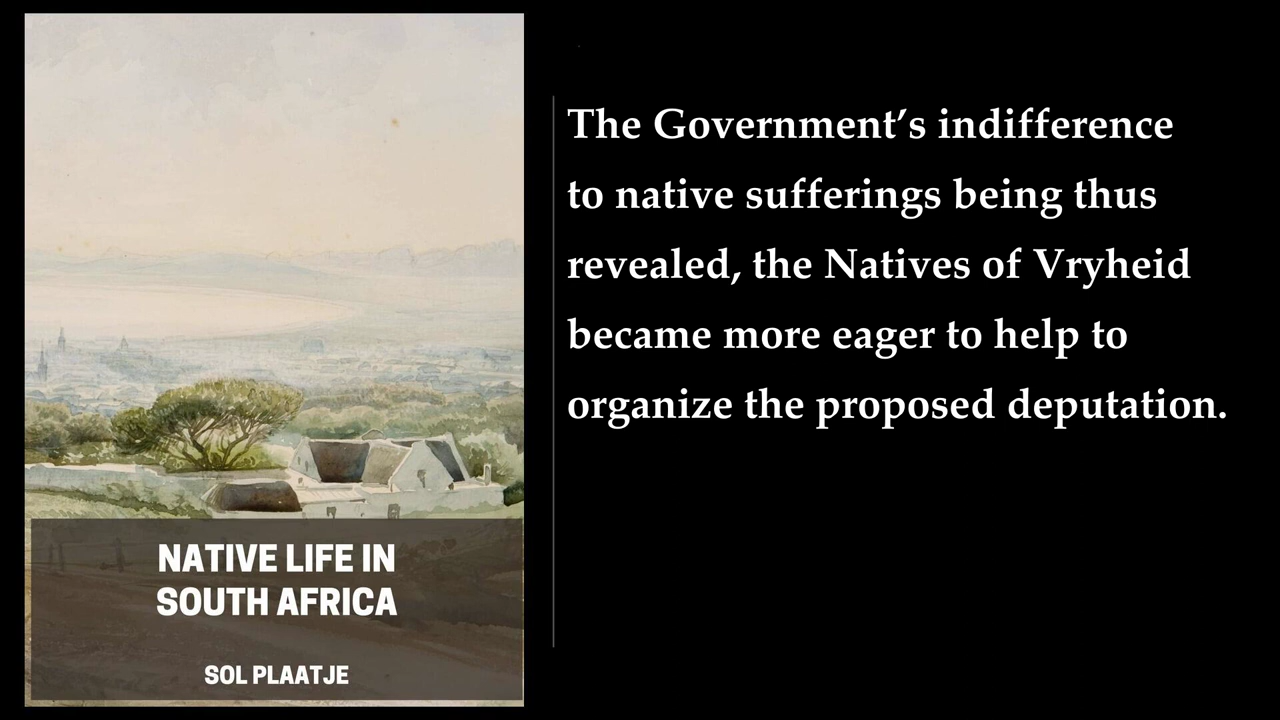 NATIVE LIFE IN
SOUTH AFRICA
SOL PLAATJE
The Government’s indifference
to native sufferings being thus
revealed, the Natives of Vryheid
became more eager to help to
organize the proposed deputation.